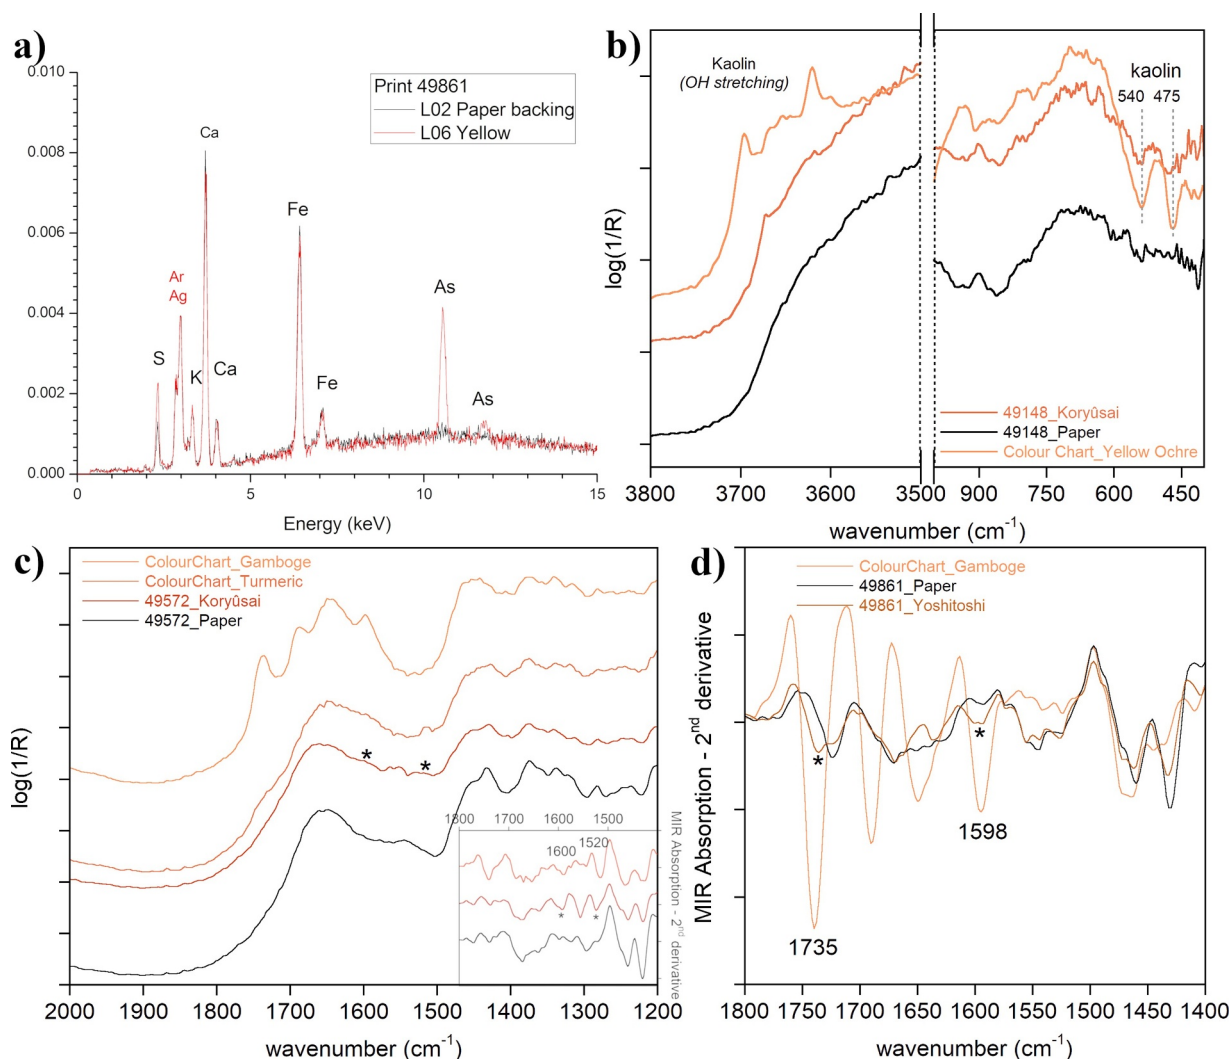 a)
0.010
0.008
0.006
0.004
0.002
0.000
Print 49861
L02 Paper backing
L06 Yellow
Ca
Fe
Ar
Ag
As
S
K
Ca
Fe
As
0
5
10
15
Energy (keV)
b)
log(1/R)
Kaolin
(OH stretching)
kaolin
540
475
49148_Koryûsai
49148_Paper
Colour Chart_Yellow Ochre
3800
3700
3600
3500
900
750
600
450
wavenumber (cm-1)
c)
ColourChart_Gamboge
ColourChart_Turmeric
49572_Koryûsai
49572_Paper
log(1/R)
*
*
1800
1700
1600
1500
1520
1600
*
*
MIR Absorption - 2nd derivative
2000
1900
1800
1700
1600
1500
1400
1300
1200
wavenumber (cm-1)
d)
ColourChart_Gamboge
49861_Paper
49861_Yoshitoshi
MIR Absorption - 2nd derivative
*
*
1598
1735
1800
1750
1700
1650
1600
1550
1500
1450
1400
wavenumber (cm-1)